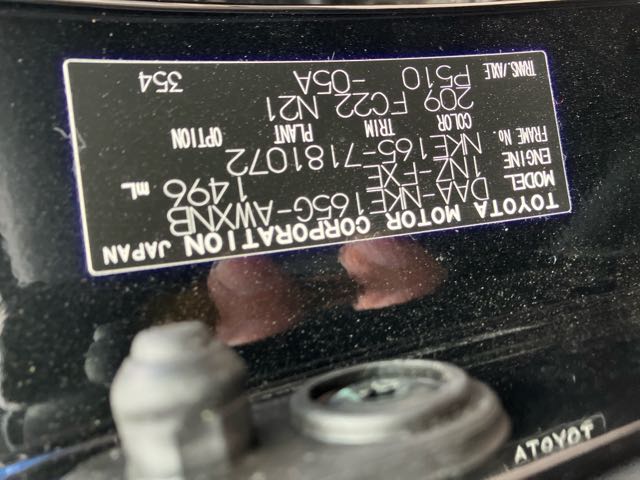 TOYOTA MOTOR CORPORATION JAPAN
MODEL DAA-NKE165G-AWXNB
ENGINE 1NZ-FXE 1496 mL
FRAME No. NKE165-7181072
COLOR TRIM PLANT OPTION
209 FC22 N21
TRANS./AXLE P510 -05A 354
ATOYOT